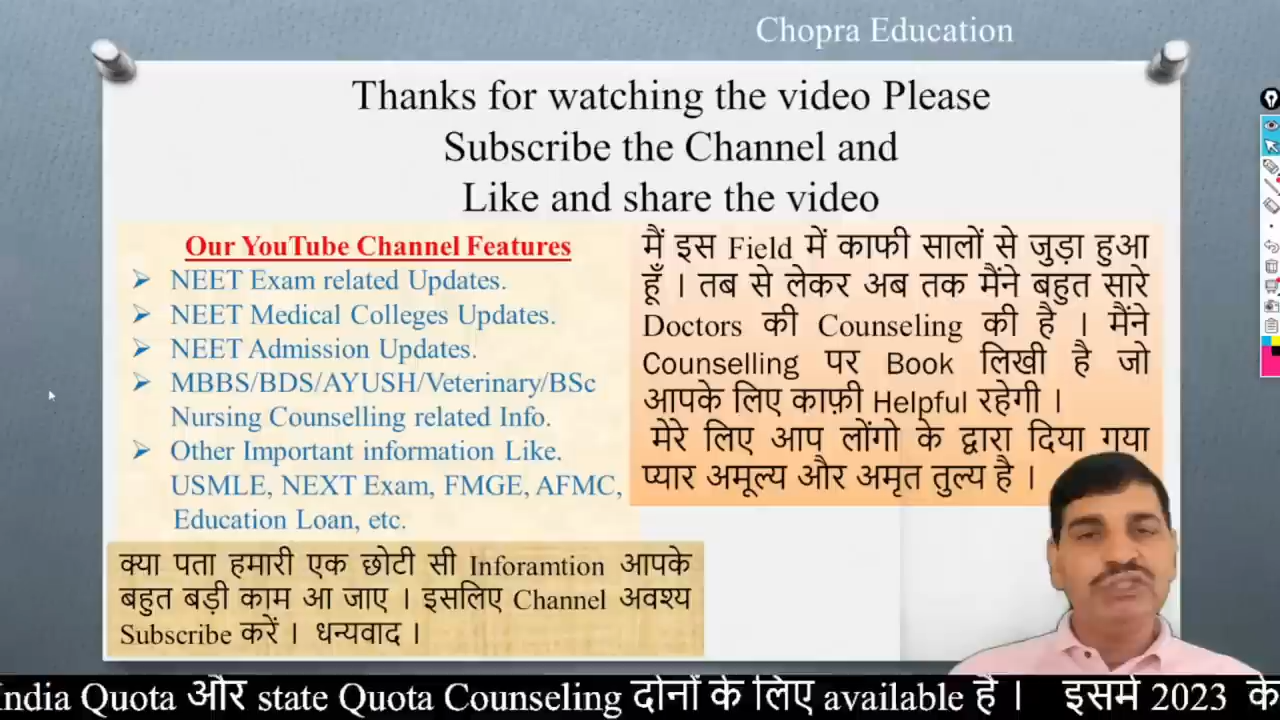 Chopra Education
Thanks for watching the video Please
Subscribe the Channel and
Like and share the video
Our YouTube Channel Features
NEET Exam related Updates.
NEET Medical Colleges Updates.
NEET Admission Updates.
MBBS/BDS/AYUSH/Veterinary/BSc
Nursing Counselling related Info.
Other Important information Like.
USMLE, NEXT Exam, FMGE, AFMC,
Education Loan, etc.
मैं इस Field में काफी सालों से जुड़ा हुआ
हूँ । तब से लेकर अब तक मैंने बहुत सारे
Doctors की Counseling की है । मैंने
Counselling पर Book लिखी है जो
आपके लिए काफ़ी Helpful रहेगी ।
मेरे लिए आप लोंगो के द्वारा दिया गया
प्यार अमूल्य और अमृत तुल्य है ।
क्या पता हमारी एक छोटी सी Inforamtion आपके
बहुत बड़ी काम आ जाए । इसलिए Channel अवश्य
Subscribe करें । धन्यवाद ।
India Quota और state Quota Counseling दोनों के लिए available है । इसमें 2023 के